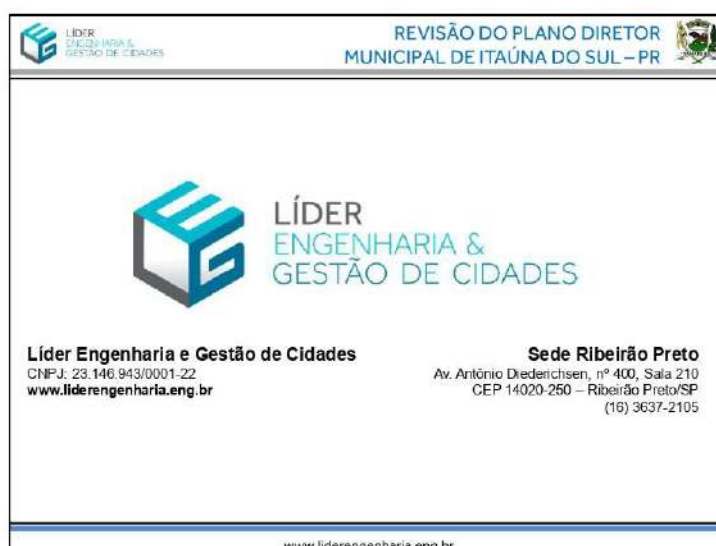 LÍDER
ENGENHARIA &
GESTÃO DE CIDADES
REVISÃO DO PLANO DIRETOR
MUNICIPAL DE ITAÚNA DO SUL – PR
LÍDER
ENGENHARIA &
GESTÃO DE CIDADES
Líder Engenharia e Gestão de Cidades
CNPJ: 23.146.943/0001-22
www.liderengenharia.eng.br
Sede Ribeirão Preto
Av. Antônio Diederichsen, nº 400, Sala 210
CEP 14020-250 – Ribeirão Preto/SP
(16) 3637-2105
www.liderengenharia.eng.br